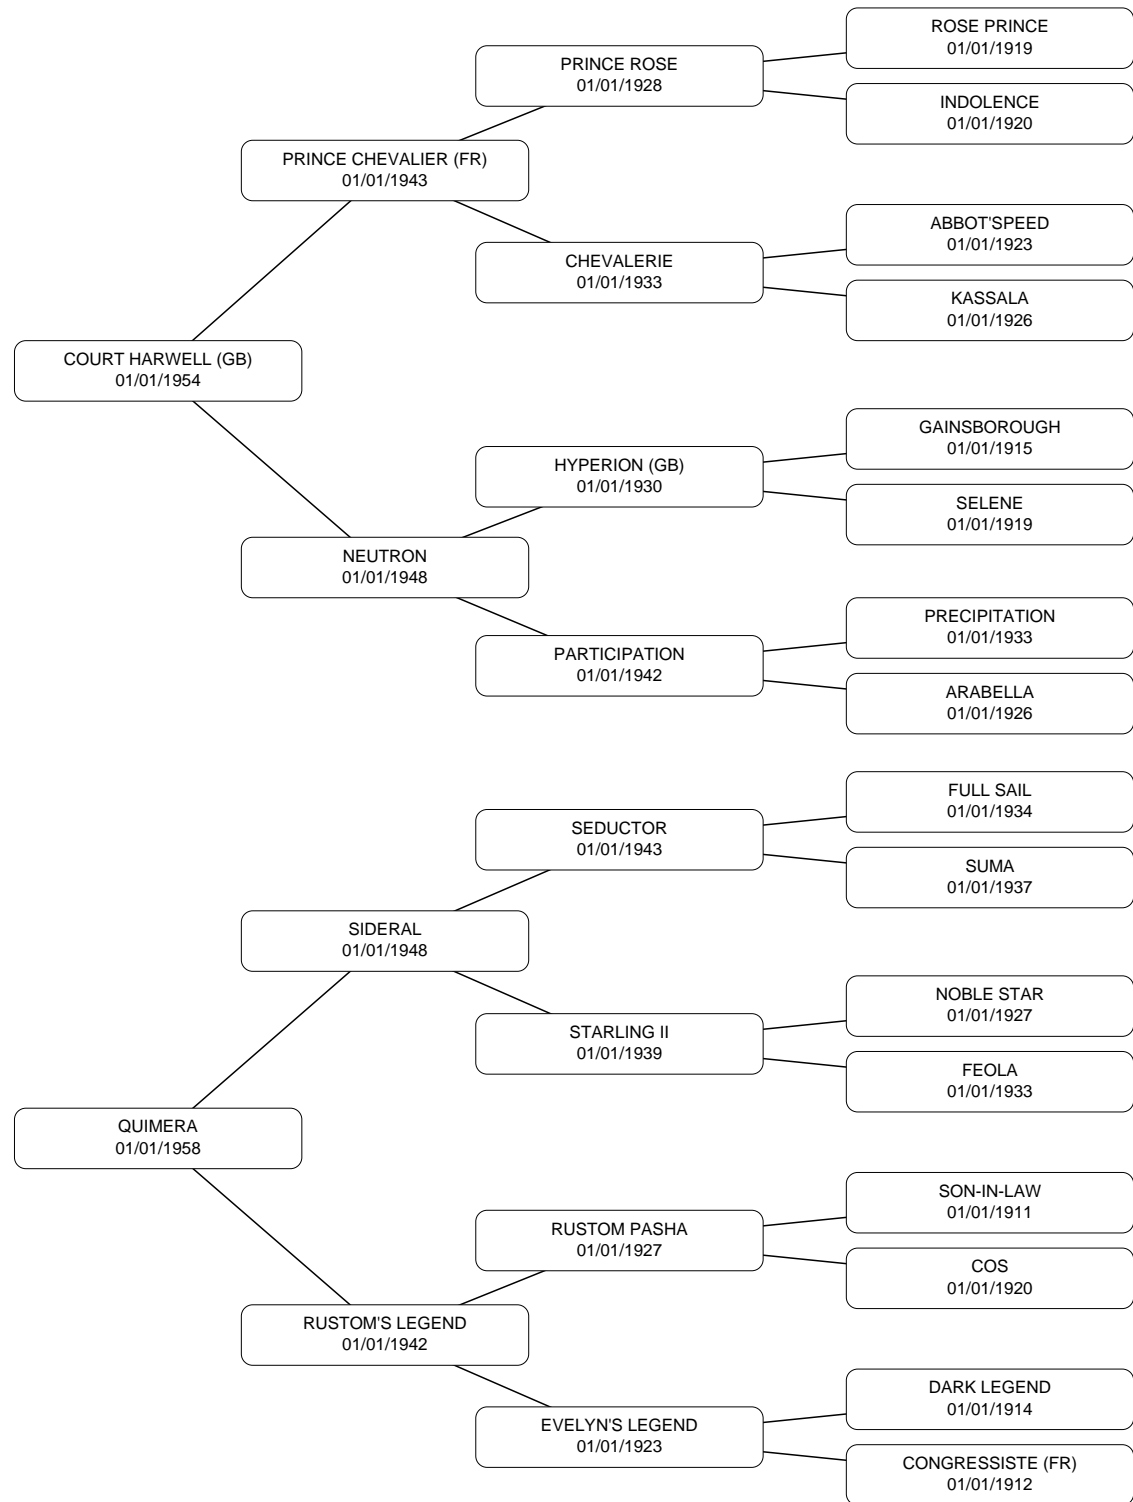 ROSE PRINCE
01/01/1919
PRINCE ROSE
01/01/1928
INDOLENCE
01/01/1920
PRINCE CHEVALIER (FR)
01/01/1943
ABBOT'SPEED
01/01/1923
CHEVALERIE
01/01/1933
KASSALA
01/01/1926
COURT HARWELL (GB)
01/01/1954
GAINSBOROUGH
01/01/1915
HYPERION (GB)
01/01/1930
SELENE
01/01/1919
NEUTRON
01/01/1948
PRECIPITATION
01/01/1933
PARTICIPATION
01/01/1942
ARABELLA
01/01/1926
FULL SAIL
01/01/1934
SEDUCTOR
01/01/1943
SUMA
01/01/1937
SIDERAL
01/01/1948
NOBLE STAR
01/01/1927
STARLING II
01/01/1939
FEOLA
01/01/1933
QUIMERA
01/01/1958
SON-IN-LAW
01/01/1911
RUSTOM PASHA
01/01/1927
COS
01/01/1920
RUSTOM'S LEGEND
01/01/1942
DARK LEGEND
01/01/1914
EVELYN'S LEGEND
01/01/1923
CONGRESSISTE (FR)
01/01/1912